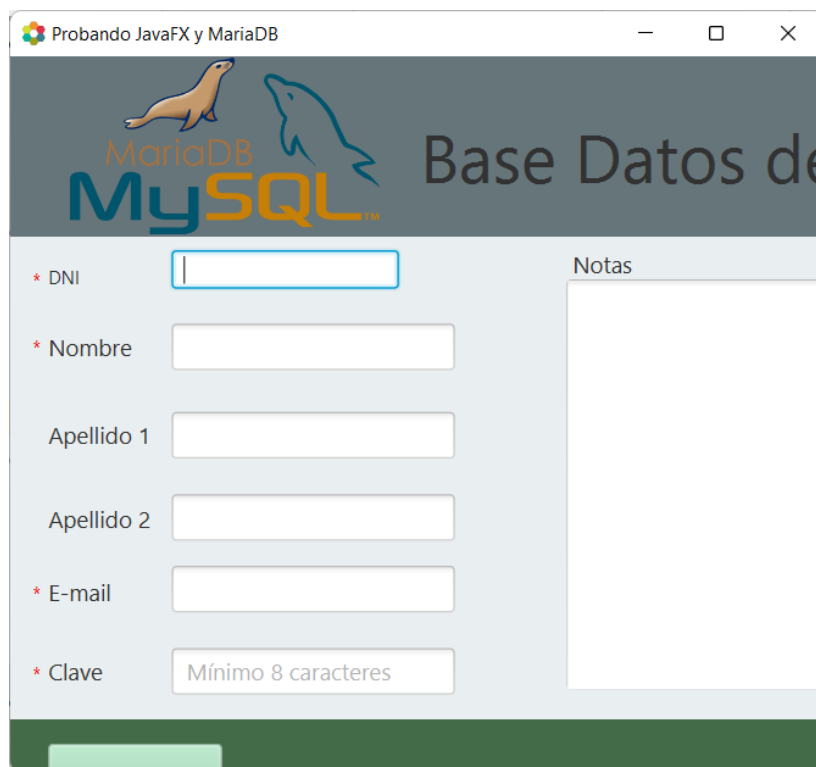 Probando JavaFX y MariaDB
MariaDB
MySQL™
Base Datos de
* DNI
Notas
* Nombre
Apellido 1
Apellido 2
* E-mail
* Clave
Mínimo 8 caracteres